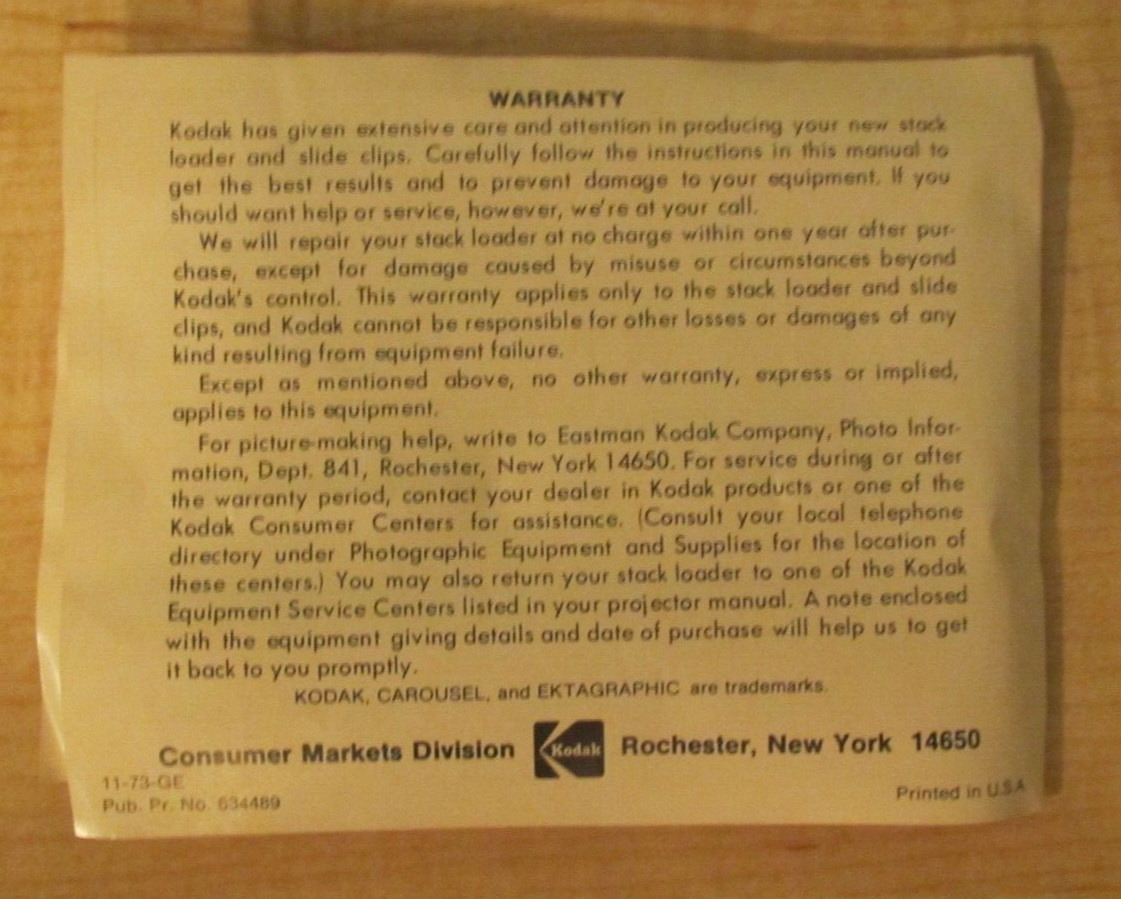 WARRANTY
Kodak has given extensive care and attention in producing your new stack
loader and slide clips. Carefully follow the instructions in this manual to
get the best results and to prevent damage to your equipment. If you
should want help or service, however, we're at your call.
We will repair your stack loader at no charge within one year after pur-
chase, except for damage caused by misuse or circumstances beyond
Kodak's control. This warranty applies only to the stack loader and slide
clips, and Kodak cannot be responsible for other losses or damages of any
kind resulting from equipment failure.
Except as mentioned above, no other warranty, express or implied,
applies to this equipment.
For picture-making help, write to Eastman Kodak Company, Photo Infor-
mation, Dept. 841, Rochester, New York 14650. For service during or after
the warranty period, contact your dealer in Kodak products or one of the
Kodak Consumer Centers for assistance. (Consult your local telephone
directory under Photographic Equipment and Supplies for the location of
these centers.) You may also return your stack loader to one of the Kodak
Equipment Service Centers listed in your projector manual. A note enclosed
with the equipment giving details and date of purchase will help us to get
it back to you promptly.
KODAK, CAROUSEL, and EKTAGRAPHIC are trademarks.
Consumer Markets Division Kodak Rochester, New York 14650
11-73-GE
Pub. Pr. No. 634489
Printed in U.S.A